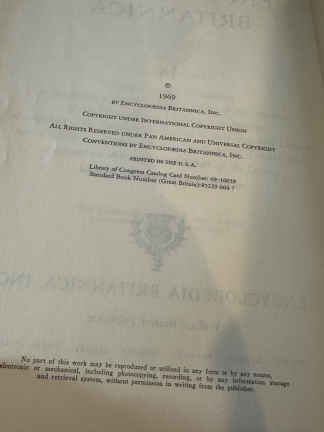 ©
1969
BY ENCYCLOPÆDIA BRITANNICA, INC.
COPYRIGHT UNDER INTERNATIONAL COPYRIGHT UNION
ALL RIGHTS RESERVED UNDER PAN AMERICAN AND UNIVERSAL COPYRIGHT
CONVENTIONS BY ENCYCLOPÆDIA BRITANNICA, INC.
PRINTED IN THE U.S.A.
Library of Congress Catalog Card Number:
Standard Book Number (Great Britain):
No part of this work may be reproduced or utilized in any form or by any means,
electronic or mechanical, including photocopying, recording, or by any information storage
and retrieval system, without permission in writing from the publisher.